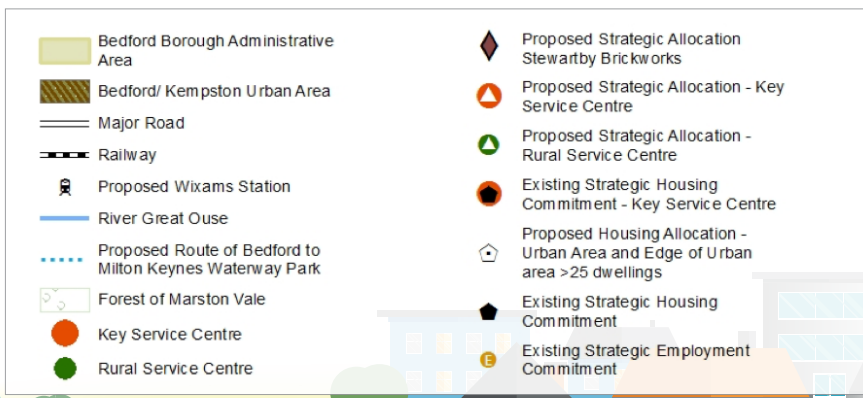 Bedford Borough Administrative
Area
Bedford/ Kempston Urban Area
Major Road
Railway
Proposed Wixams Station
River Great Ouse
Proposed Route of Bedford to
Milton Keynes Waterway Park
Forest of Marston Vale
Key Service Centre
Rural Service Centre
Proposed Strategic Allocation
Stewartby Brickworks
Proposed Strategic Allocation - Key
Service Centre
Proposed Strategic Allocation -
Rural Service Centre
Existing Strategic Housing
Commitment - Key Service Centre
Proposed Housing Allocation -
Urban Area and Edge of Urban
area >25 dwellings
Existing Strategic Housing
Commitment
E
Existing Strategic Employment
Commitment